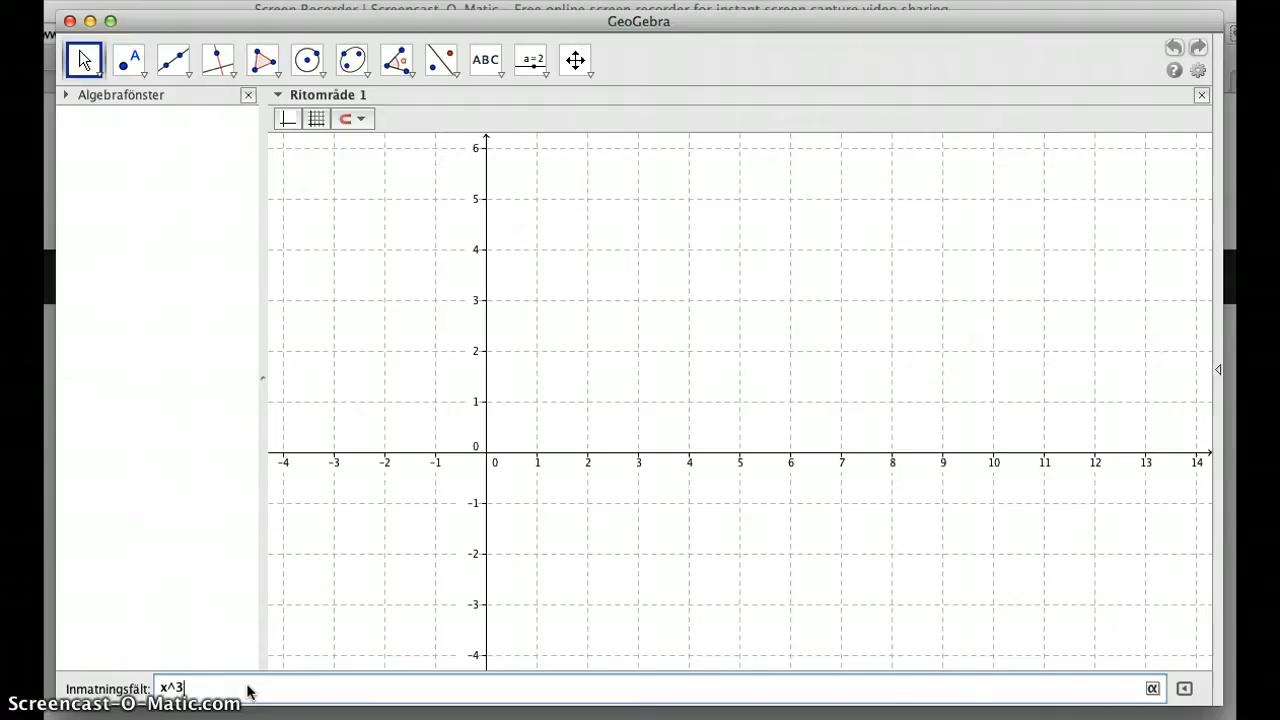 Screen Recorder | Screencast-O-Matic - Free online screen recorder for instant screen capture video sharing
GeoGebra
A
α
ABC
a=2
Algebrafönster
Ritområde 1
6
5
4
3
2
1
0
-4 -3 -2 -1 0 1 2 3 4 5 6 7 8 9 10 11 12 13 14
-1
-2
-3
-4
Inmatningsfält: x^3 α
Screencast-O-Matic.com